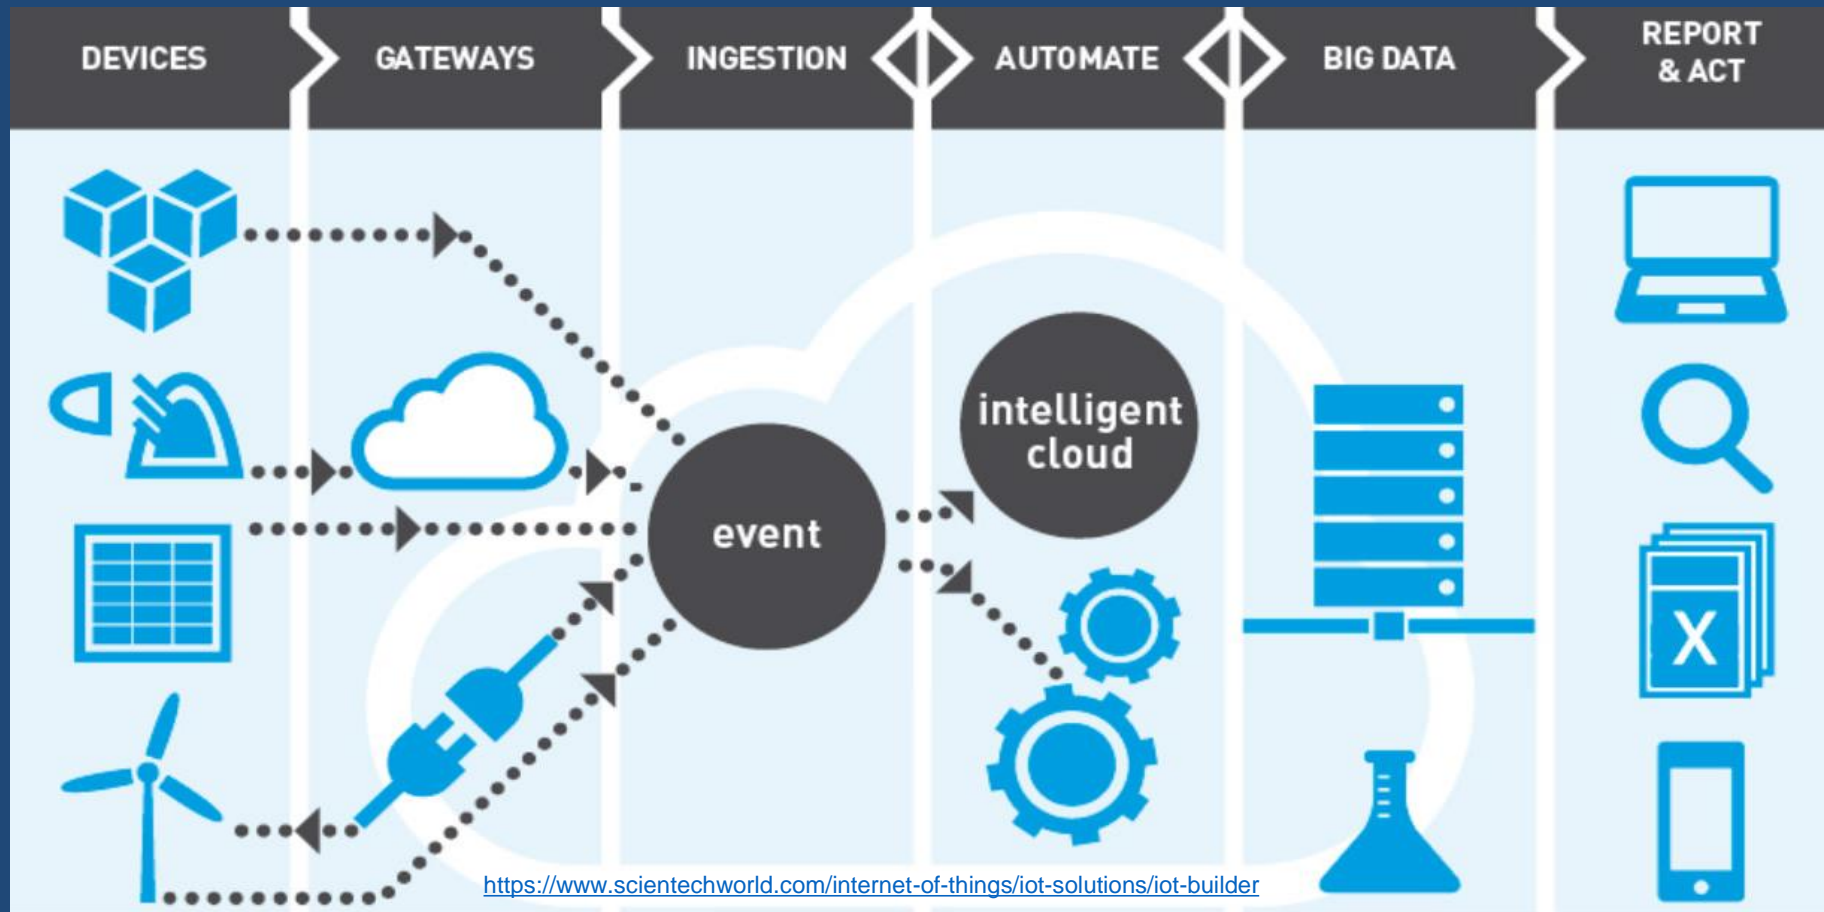 DEVICES
GATEWAYS
INGESTION
AUTOMATE
BIG DATA
REPORT
& ACT
intelligent
cloud
event
X
https://www.scientechworld.com/internet-of-things/iot-solutions/iot-builder